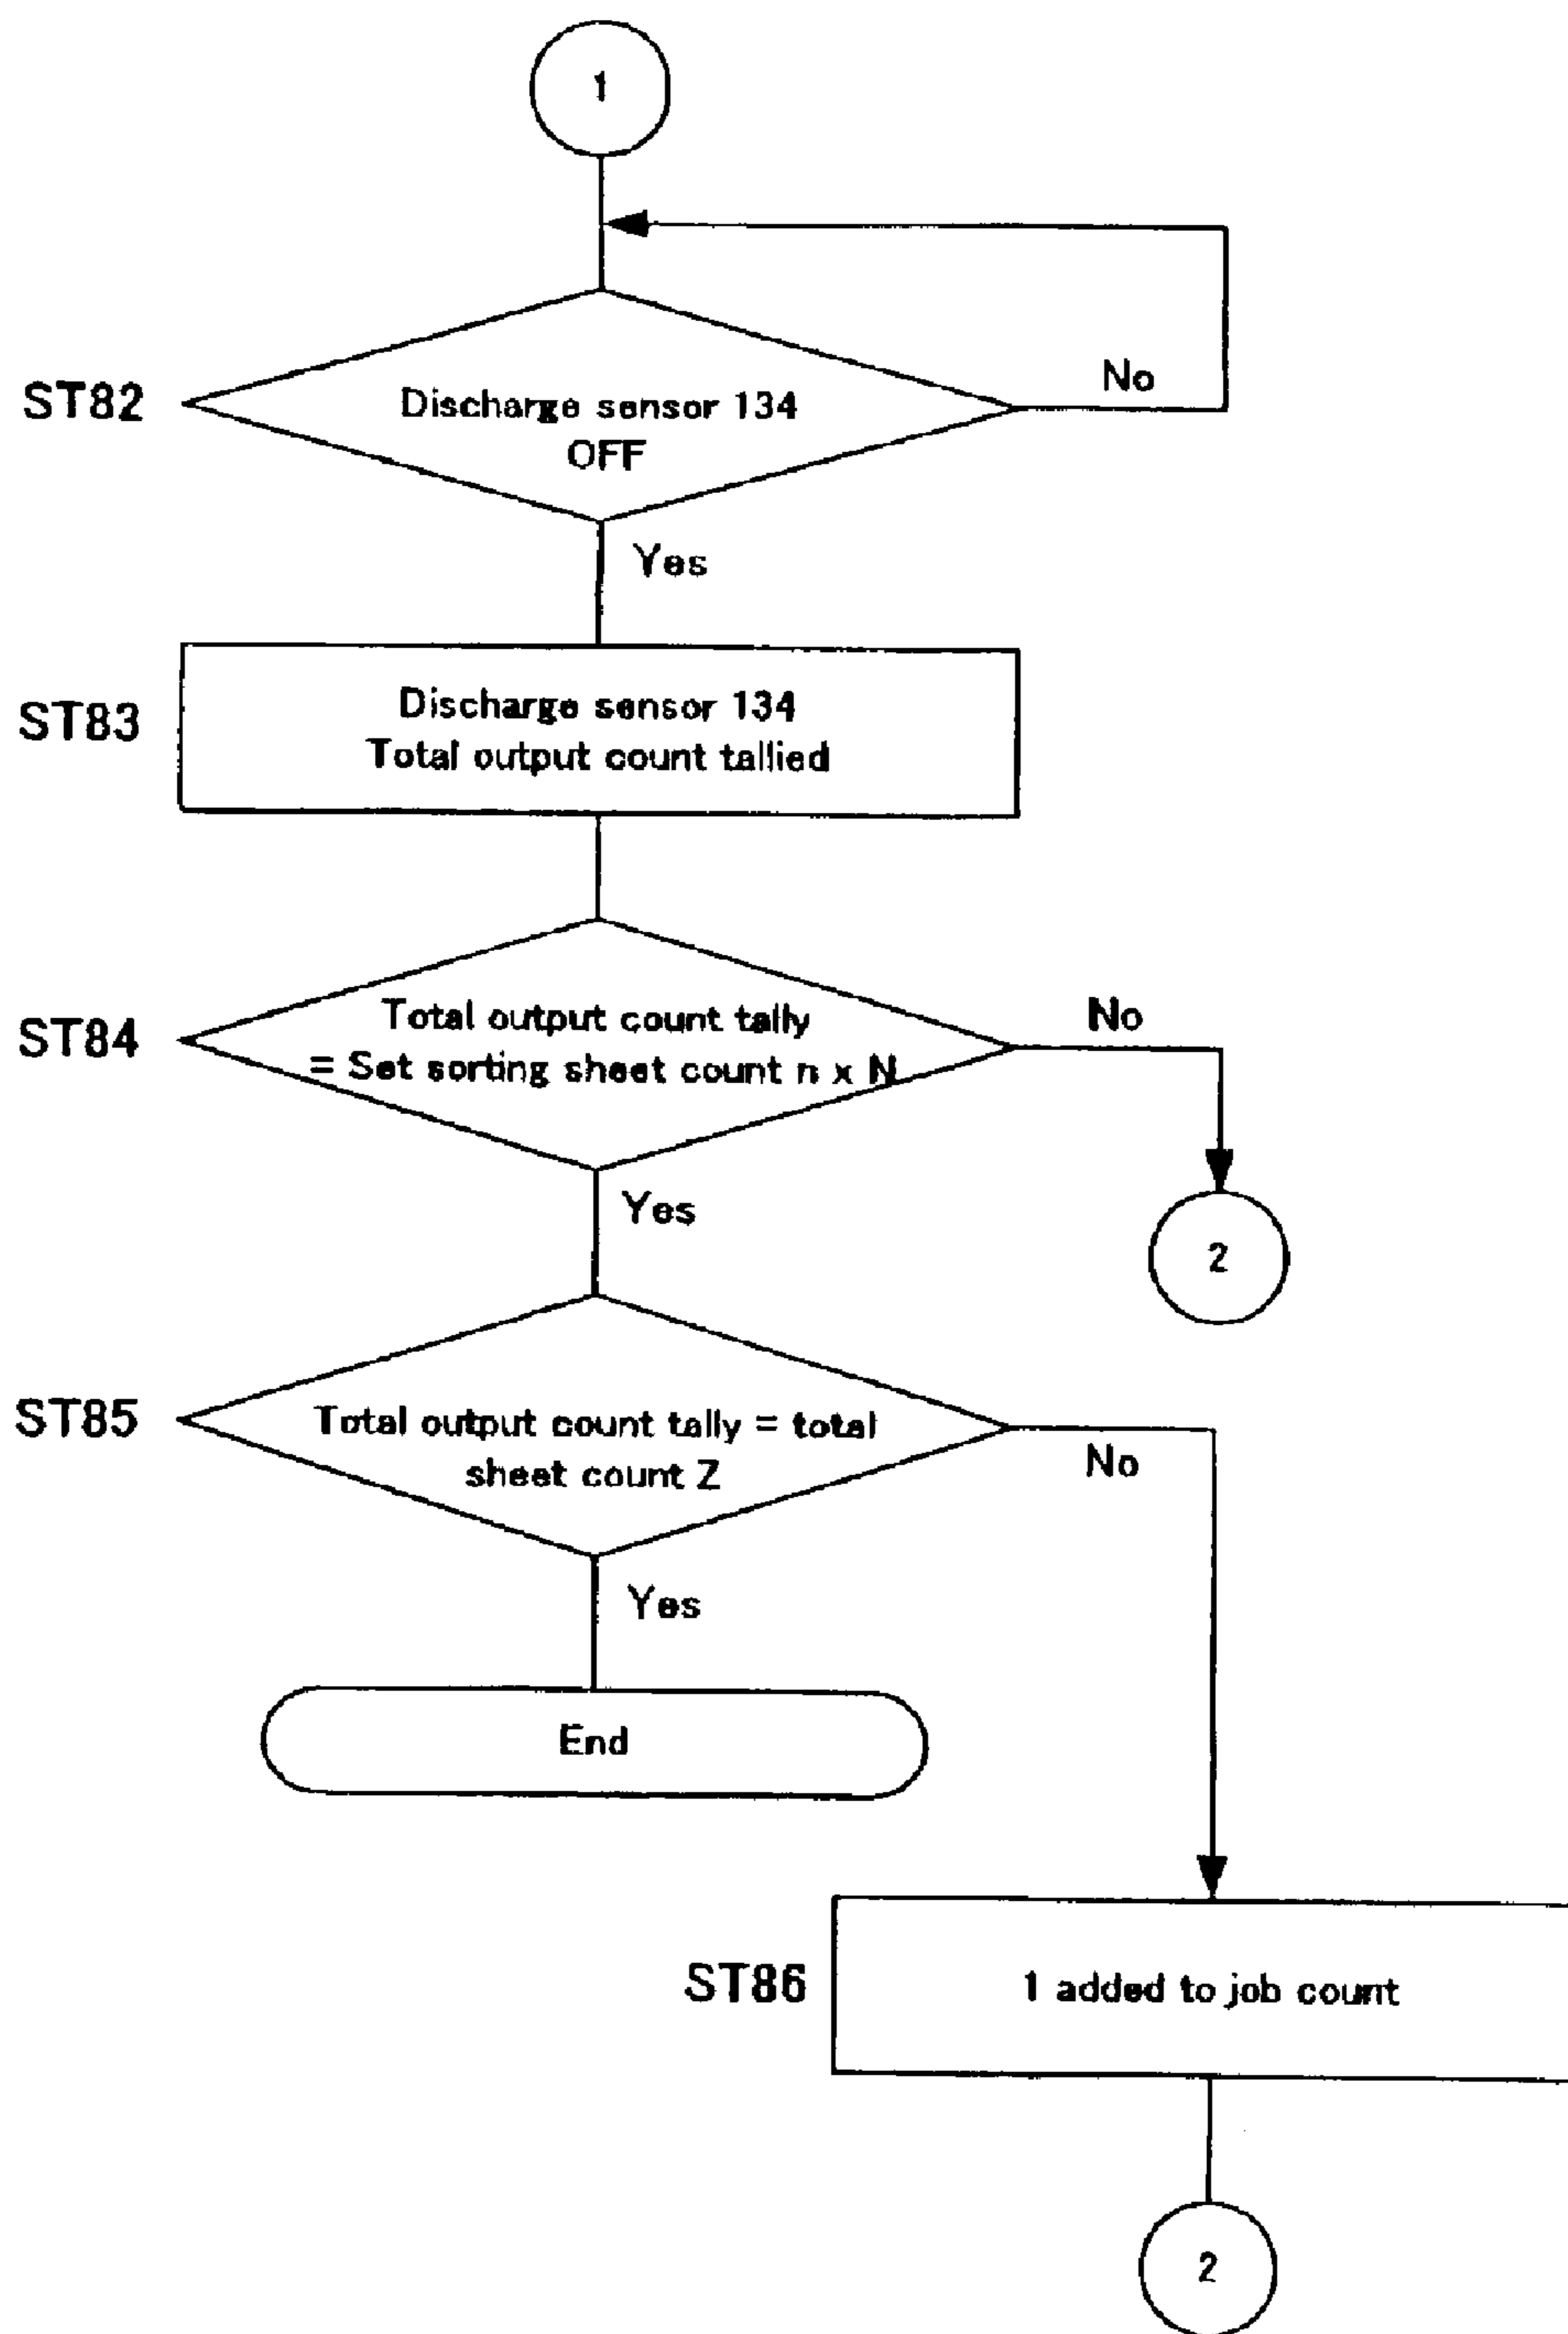 1
No
ST82
Discharge sensor 134
OFF
Yes
ST83
Discharge sensor 134
Total output count tallied
ST84
Total output count tally
= Set sorting sheet count n x N
No
Yes
2
ST85
Total output count tally = total
sheet count Z
No
Yes
End
ST86
1 added to job count
2